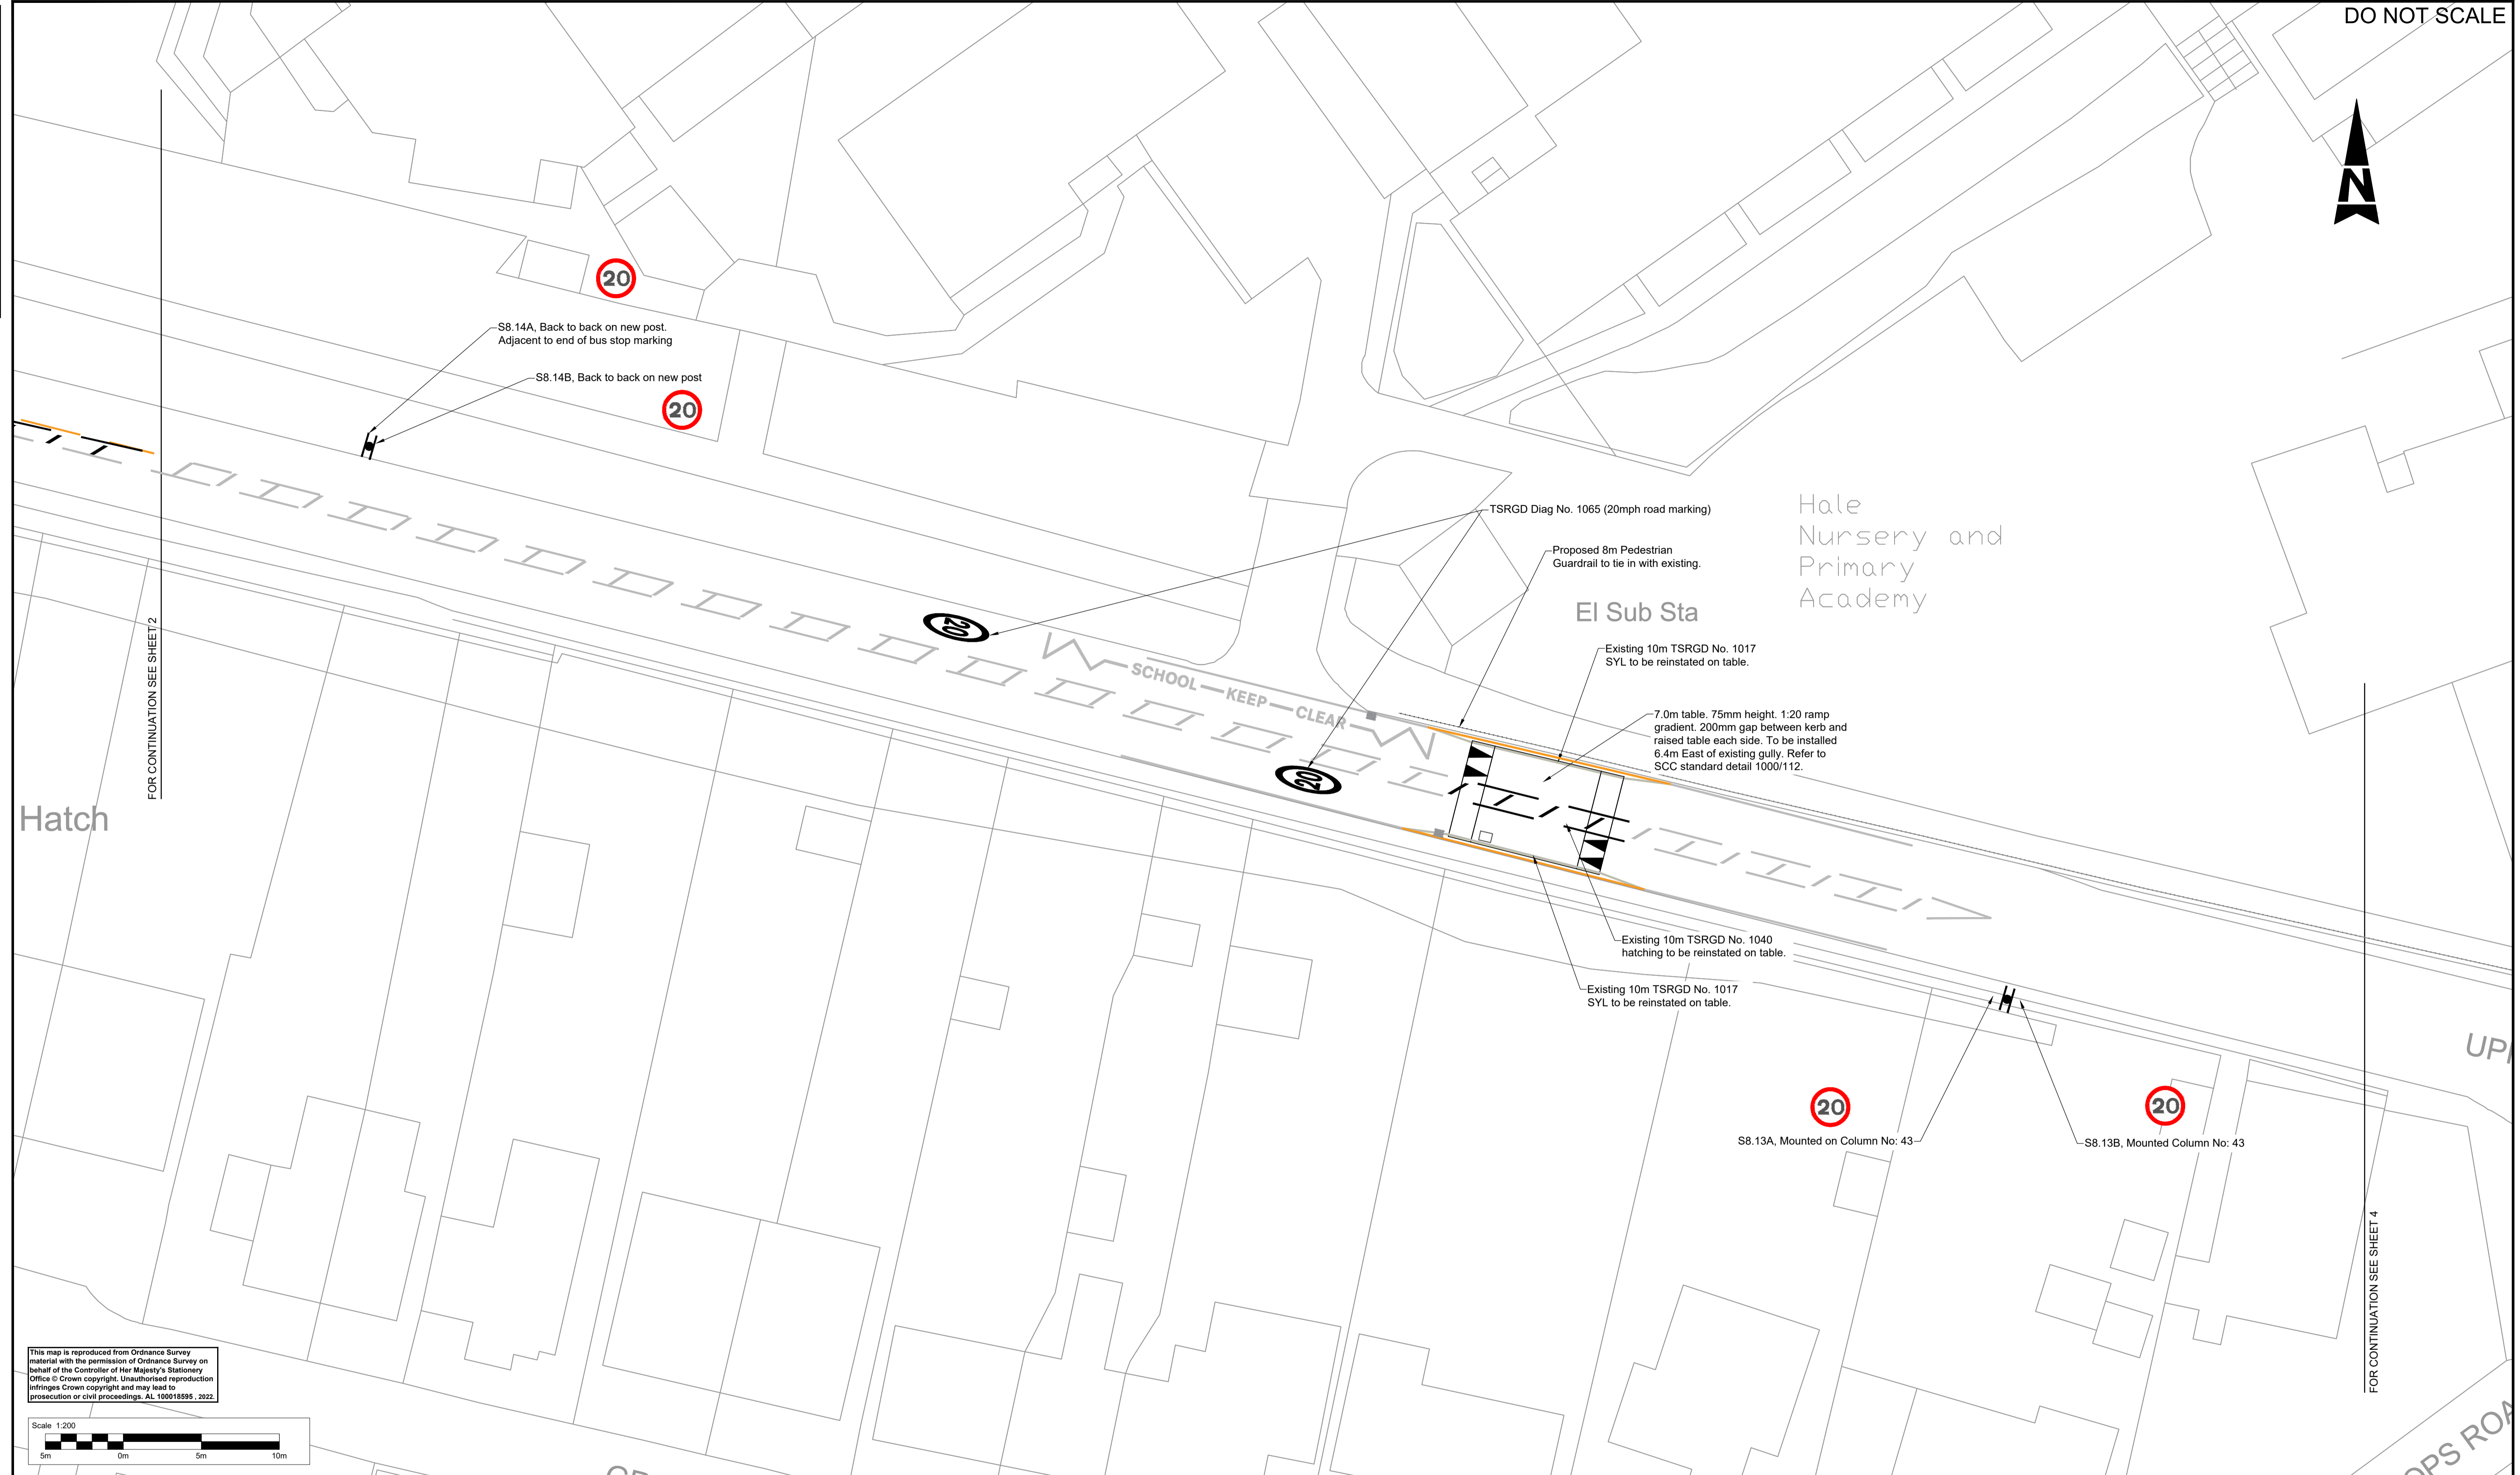 DO NOT SCALE
N
20
S8.14A, Back to back on new post.
Adjacent to end of bus stop marking
S8.14B, Back to back on new post
20
FOR CONTINUATION SEE SHEET 2
TSRGD Diag No. 1065 (20mph road marking)
Hale
Nursery and
Primary
Academy
Proposed 8m Pedestrian
Guardrail to tie in with existing.
El Sub Sta
20
SCHOOL KEEP CLEAR
Existing 10m TSRGD No. 1017
SYL to be reinstated on table.
7.0m table. 75mm height. 1:20 ramp
gradient. 200mm gap between kerb and
raised table each side. To be installed
6.4m East of existing gully. Refer to
SCC standard detail 1000/112.
20
Hatch
Existing 10m TSRGD No. 1040
hatching to be reinstated on table.
Existing 10m TSRGD No. 1017
SYL to be reinstated on table.
20
20
S8.13A, Mounted on Column No: 43
S8.13B, Mounted Column No: 43
FOR CONTINUATION SEE SHEET 4
This map is reproduced from Ordnance Survey
material with the permission of Ordnance Survey on
behalf of the Controller of Her Majesty's Stationery
Office © Crown copyright. Unauthorised reproduction
infringes Crown copyright and may lead to
prosecution or civil proceedings. AL 100018595 , 2022.
Scale 1:200
5m 0m 5m 10m